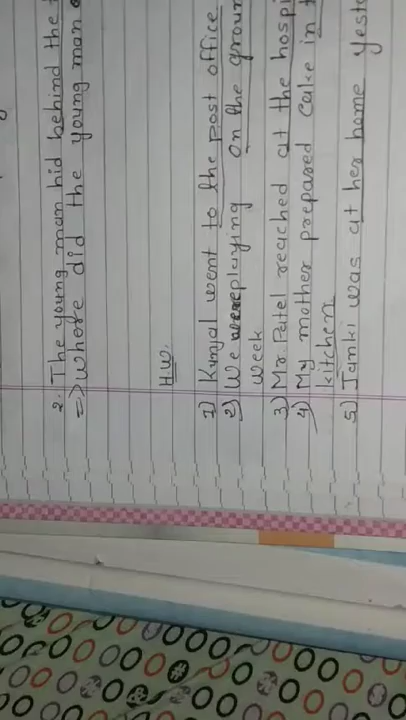 2. The young mam hid behind the
=> Where did the young man
H.W.
1) Kunjal went to the post office
2) We were playing on the groun
week
3) Mr. Patel reached at the hospi
4) My mother prepared cake in t
kitchen
5) Jamki was at her home yeste